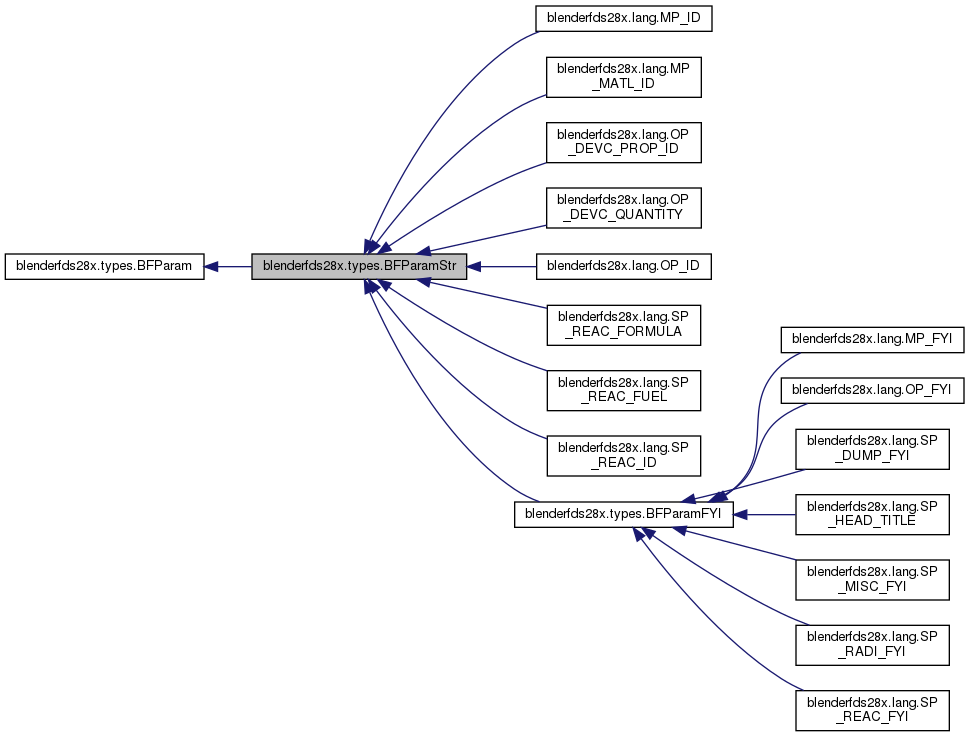 blenderfds28x.lang.MP_ID
blenderfds28x.lang.MP
_MATL_ID
blenderfds28x.lang.OP
_DEVC_PROP_ID
blenderfds28x.lang.OP
_DEVC_QUANTITY
blenderfds28x.types.BFParam
blenderfds28x.types.BFParamStr
blenderfds28x.lang.OP_ID
blenderfds28x.lang.SP
_REAC_FORMULA
blenderfds28x.lang.SP
_REAC_FUEL
blenderfds28x.lang.SP
_REAC_ID
blenderfds28x.types.BFParamFYI
blenderfds28x.lang.MP_FYI
blenderfds28x.lang.OP_FYI
blenderfds28x.lang.SP
_DUMP_FYI
blenderfds28x.lang.SP
_HEAD_TITLE
blenderfds28x.lang.SP
_MISC_FYI
blenderfds28x.lang.SP
_RADI_FYI
blenderfds28x.lang.SP
_REAC_FYI